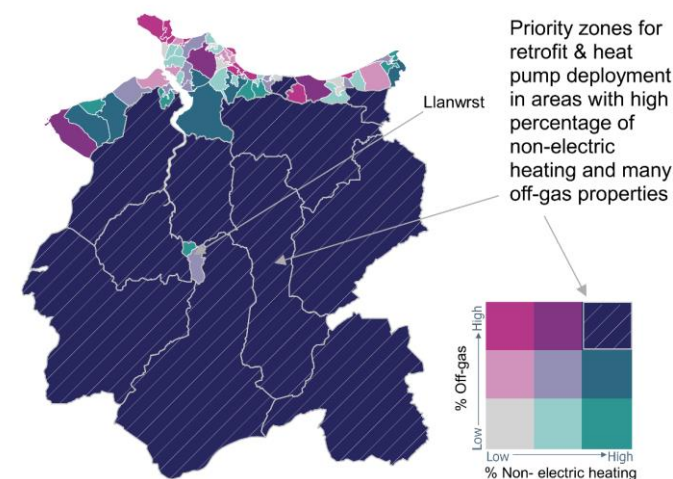 Priority zones for
retrofit & heat
pump deployment
in areas with high
percentage of
non-electric
heating and many
off-gas properties
Llanwrst
High
% Off-gas
Low
Low
High
% Non- electric heating